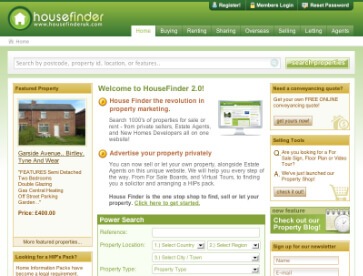 Register!
Members Login
Reset Password
housefinder
www.housefinderuk.com
Home
Buying
Renting
Sharing
Overseas
Selling
Letting
Agents
Home
Search by postcode, property id, location, or features...
search properties
Featured Property
Garside Avenue., Birtley, Tyne And Wear
*FEATURES Semi Detached
Two Bedrooms
Double Glazing
Gas Central Heating
Off Street Parking
Garden..."
Price: £400.00
More featured properties...
Looking for a HIP's Pack?
Home Information Packs have
become a legal requirement.
Welcome to HouseFinder 2.0!
House Finder the revolution in
property marketing.
Search 1000's of properties for sale or
rent - from private sellers, Estate Agents,
and New Homes Developers all on one
website!
Advertise your property privately
You can now sell or let your own property, alongside Estate
Agents on this unique website. We will help you every step
of the way. From For Sale Boards, and Virtual Tours, to finding
you a solicitor and arranging a HIP's pack.
House Finder is the one stop shop to find, sell or let your
property. Click here to get started.
Power Search
Reference:
Property Location:
1.) Select Country
2.) Select Region
3.) Select City / Town
Property Type:
Property Type
Need a conveyancing quote?
Get your own FREE ONLINE
conveyancing quote!
get yours now!
Selling Tools
Q. Are you looking for a For
Sale Sign, Floor Plan or Video
Tour?
A. We've just launched our
Property Shop!
check it out!
new feature
Check out our
Property Blog!
Sign up for our newsletter
Name:
E-mail: